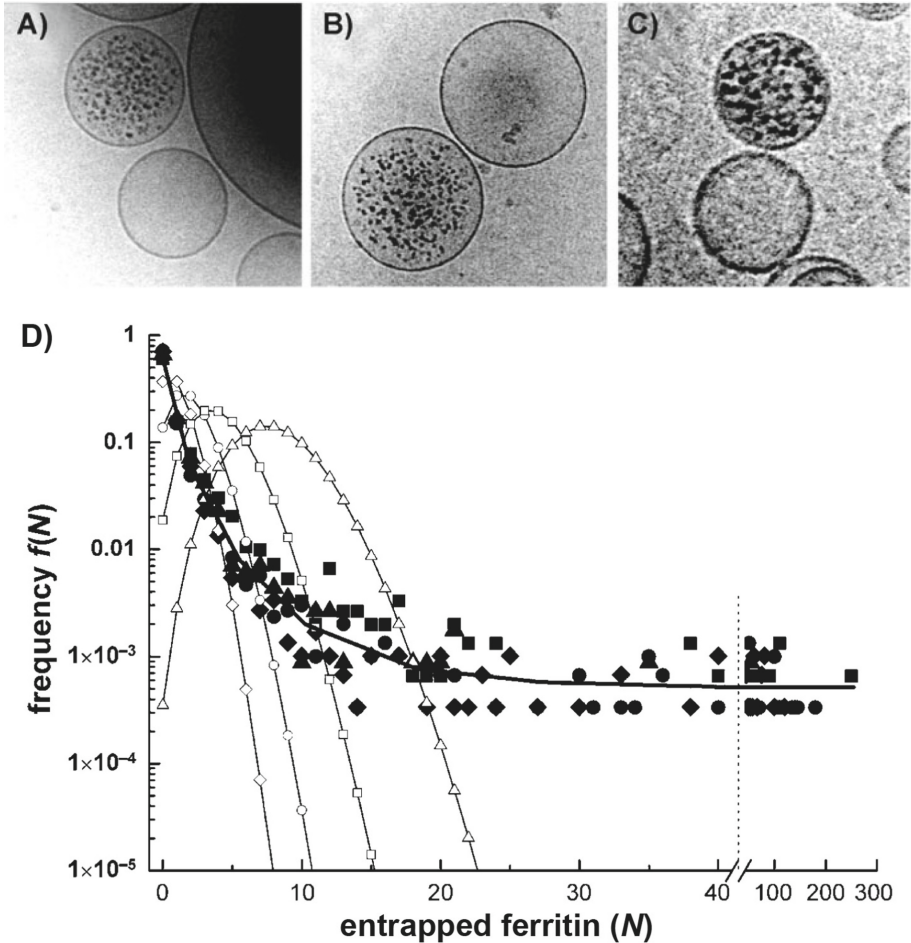 A)
B)
C)
D)
frequency f(N)
1
0.1
0.01
1×10⁻³
1×10⁻⁴
1×10⁻⁵
0 10 20 30 40 100 200 300
entrapped ferritin (N)